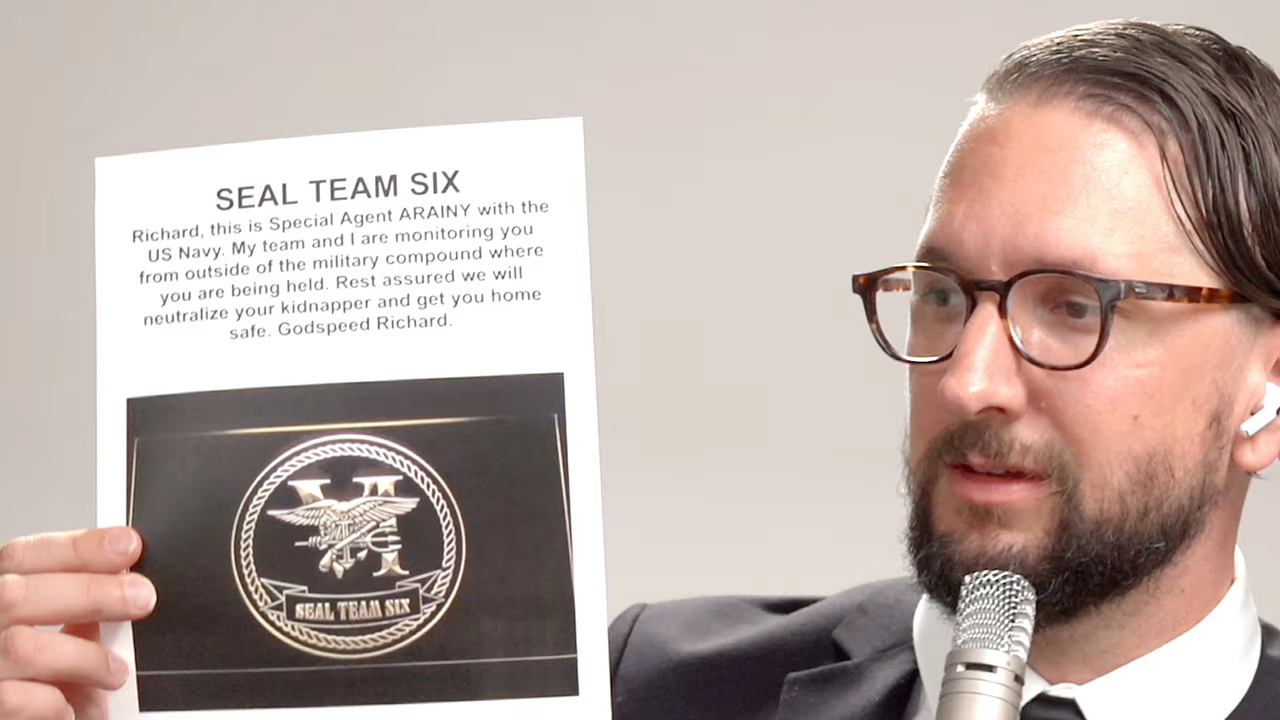 SEAL TEAM SIX
Richard, this is Special Agent ARAINY with the
US Navy. My team and I are monitoring you
from outside of the military compound where
you are being held. Rest assured we will
neutralize your kidnapper and get you home
safe. Godspeed Richard.
VI
SEAL TEAM SIX